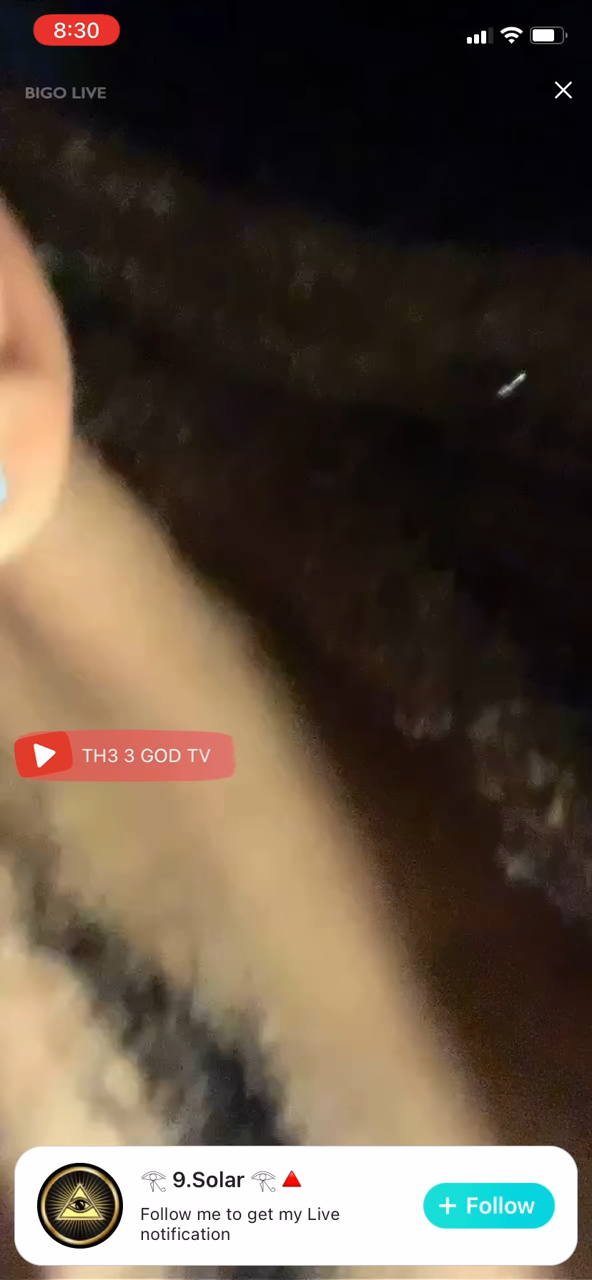 8:30
BIGO LIVE
TH3 3 GOD TV
𓂀 9.Solar 𓂀 🔺
Follow me to get my Live
notification
+ Follow